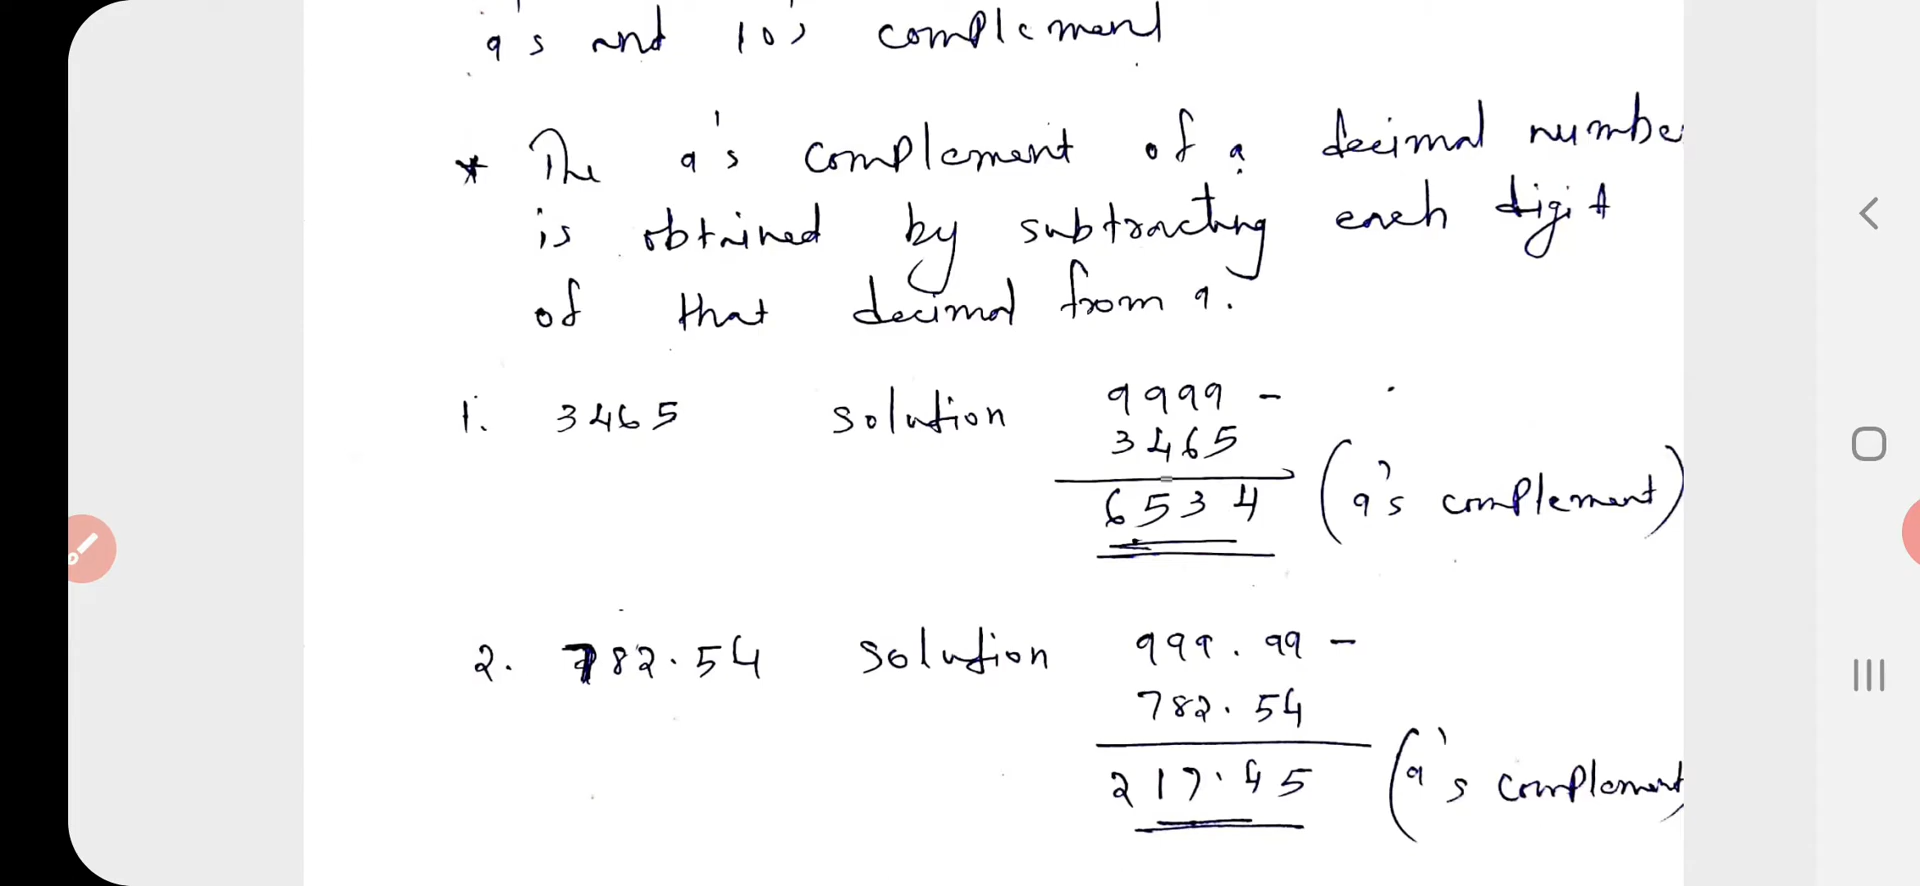 9's and 10's complement
* The 9's complement of a decimal numbe
is obtained by subtracting each digit
of that decimal from 9.
1. 3465 solution 9999 -
3465
6534 (9's complement)
2. 782.54 solution 999.99 -
782.54
217.45 (9's complement